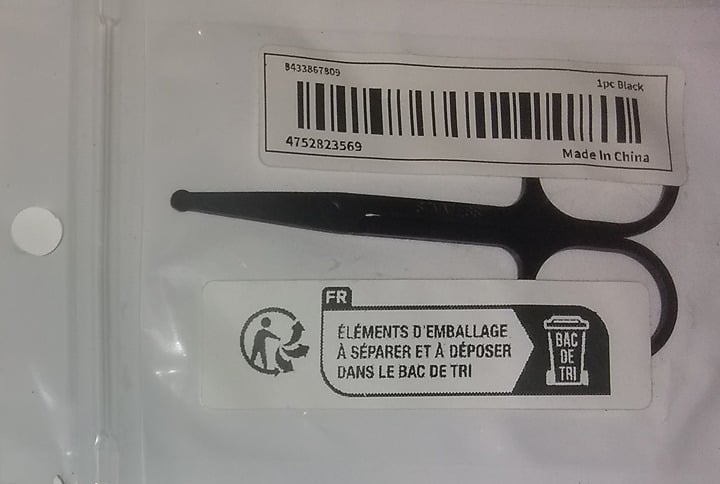 8433867809
1pc Black
4752823569
Made In China
FR
ÉLÉMENTS D'EMBALLAGE
À SÉPARER ET À DÉPOSER
DANS LE BAC DE TRI
BAC
DE
TRI